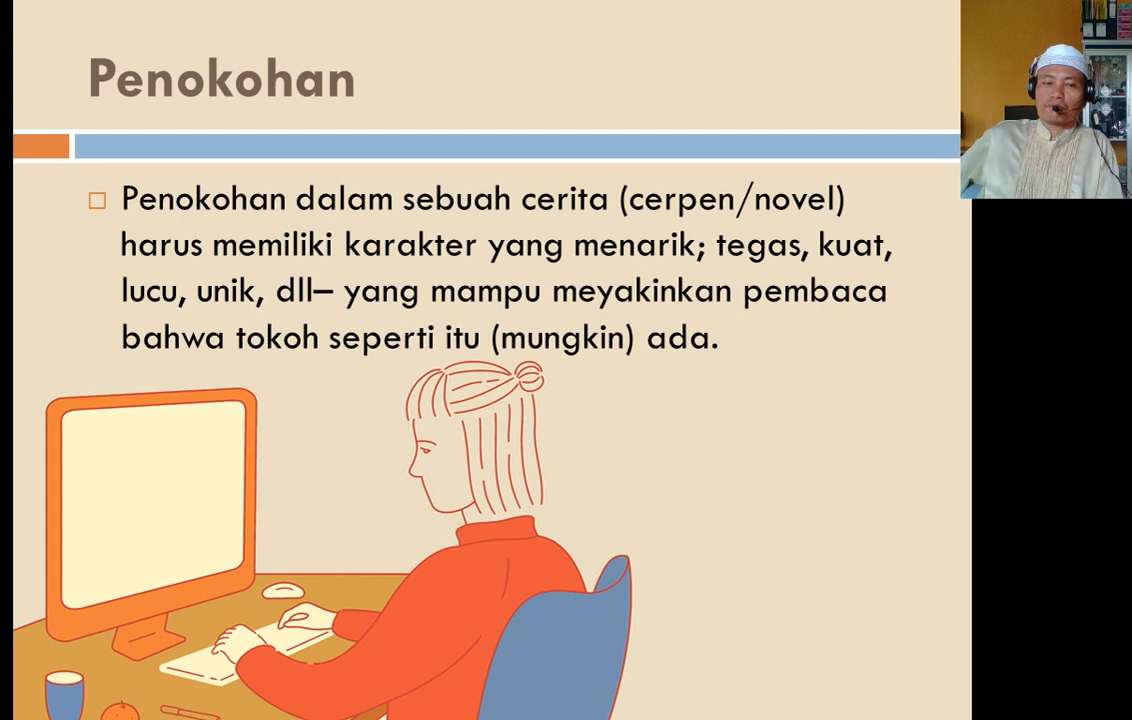 Penokohan
Penokohan dalam sebuah cerita (cerpen/novel)
harus memiliki karakter yang menarik; tegas, kuat,
lucu, unik, dll– yang mampu meyakinkan pembaca
bahwa tokoh seperti itu (mungkin) ada.